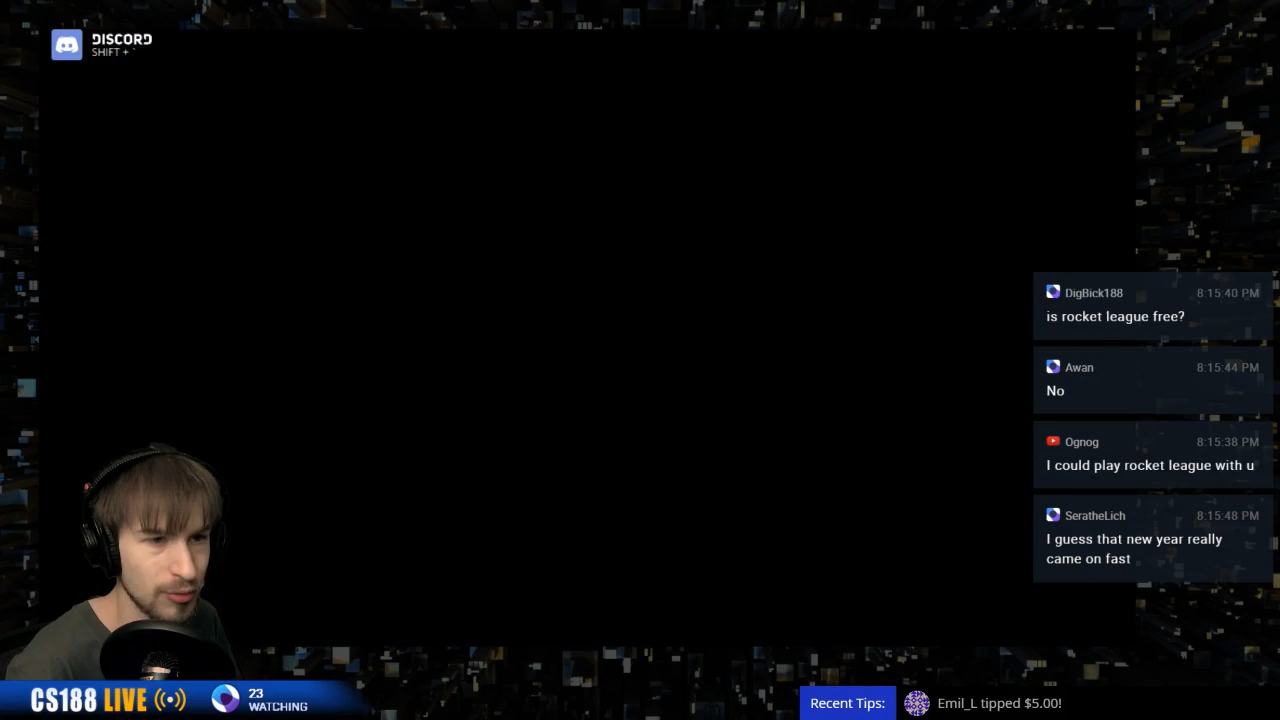 DISCORD
SHIFT + `
DigBick188 8:15:40 PM
is rocket league free?
Awan 8:15:44 PM
No
Ognog 8:15:38 PM
I could play rocket league with u
SeratheLich 8:15:48 PM
I guess that new year really
came on fast
CS188 LIVE
23
WATCHING
Recent Tips: Emil_L tipped $5.00!